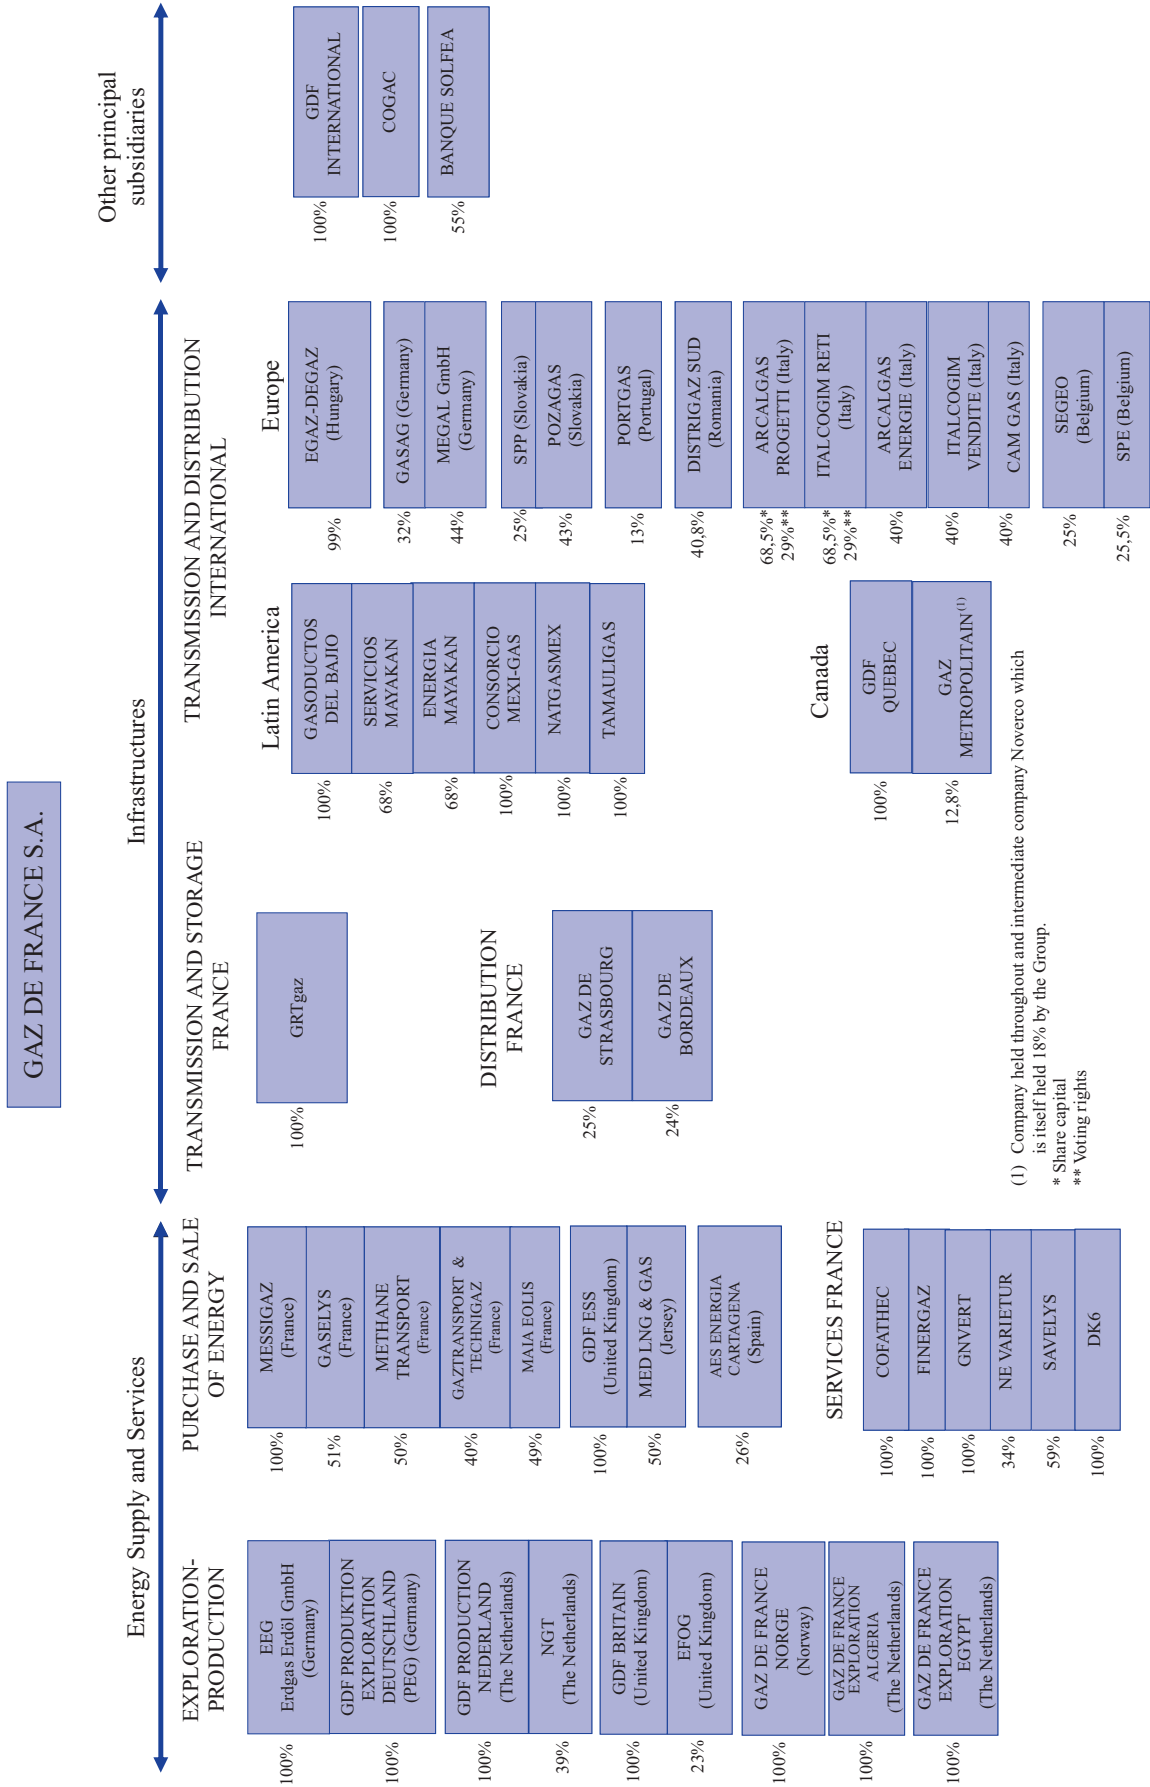 GAZ DE FRANCE S.A.
Energy Supply and Services
Infrastructures
Other principal
subsidiaries
EXPLORATION-
PRODUCTION
100%
EEG
Erdgas Erdöl GmbH
(Germany)
100%
GDF PRODUKTION
EXPLORATION
DEUTSCHLAND
(PEG) (Germany)
100%
GDF PRODUCTION
NEDERLAND
(The Netherlands)
39%
NGT
(The Netherlands)
100%
GDF BRITAIN
(United Kingdom)
23%
EFOG
(United Kingdom)
100%
GAZ DE FRANCE
NORGE
(Norway)
100%
GAZ DE FRANCE
EXPLORATION
ALGERIA
(The Netherlands)
100%
GAZ DE FRANCE
EXPLORATION
EGYPT
(The Netherlands)
PURCHASE AND SALE
OF ENERGY
100%
MESSIGAZ
(France)
51%
GASELYS
(France)
50%
METHANE
TRANSPORT
(France)
40%
GAZTRANSPORT &
TECHNIGAZ
(France)
49%
MAIA EOLIS
(France)
100%
GDF ESS
(United Kingdom)
50%
MED LNG & GAS
(Jersey)
26%
AES ENERGIA
CARTAGENA
(Spain)
SERVICES FRANCE
100%
COFATHEC
100%
FINERGAZ
100%
GNVERT
34%
NE VARIETUR
59%
SAVELYS
100%
DK6
TRANSMISSION AND STORAGE
FRANCE
100%
GRTgaz
DISTRIBUTION
FRANCE
25%
GAZ DE
STRASBOURG
24%
GAZ DE
BORDEAUX
TRANSMISSION AND DISTRIBUTION
INTERNATIONAL
Latin America
100%
GASODUCTOS
DEL BAJIO
68%
SERVICIOS
MAYAKAN
68%
ENERGIA
MAYAKAN
100%
CONSORCIO
MEXI-GAS
100%
NATGASMEX
100%
TAMAULIGAS
Canada
100%
GDF
QUEBEC
12,8%
GAZ
METROPOLITAIN(1)
Europe
99%
EGAZ-DEGAZ
(Hungary)
32%
GASAG (Germany)
44%
MEGAL GmbH
(Germany)
25%
SPP (Slovakia)
43%
POZAGAS
(Slovakia)
13%
PORTGAS
(Portugal)
40,8%
DISTRIGAZ SUD
(Romania)
68,5%*
29%**
ARCALGAS
PROGETTI (Italy)
68,5%*
29%**
ITALCOGIM RETI
(Italy)
40%
ARCALGAS
ENERGIE (Italy)
40%
ITALCOGIM
VENDITE (Italy)
40%
CAM GAS (Italy)
25%
SEGEO
(Belgium)
25,5%
SPE (Belgium)
100%
GDF
INTERNATIONAL
100%
COGAC
55%
BANQUE SOLFEA
(1) Company held throughout and intermediate company Noverco which
is itself held 18% by the Group.
* Share capital
** Voting rights